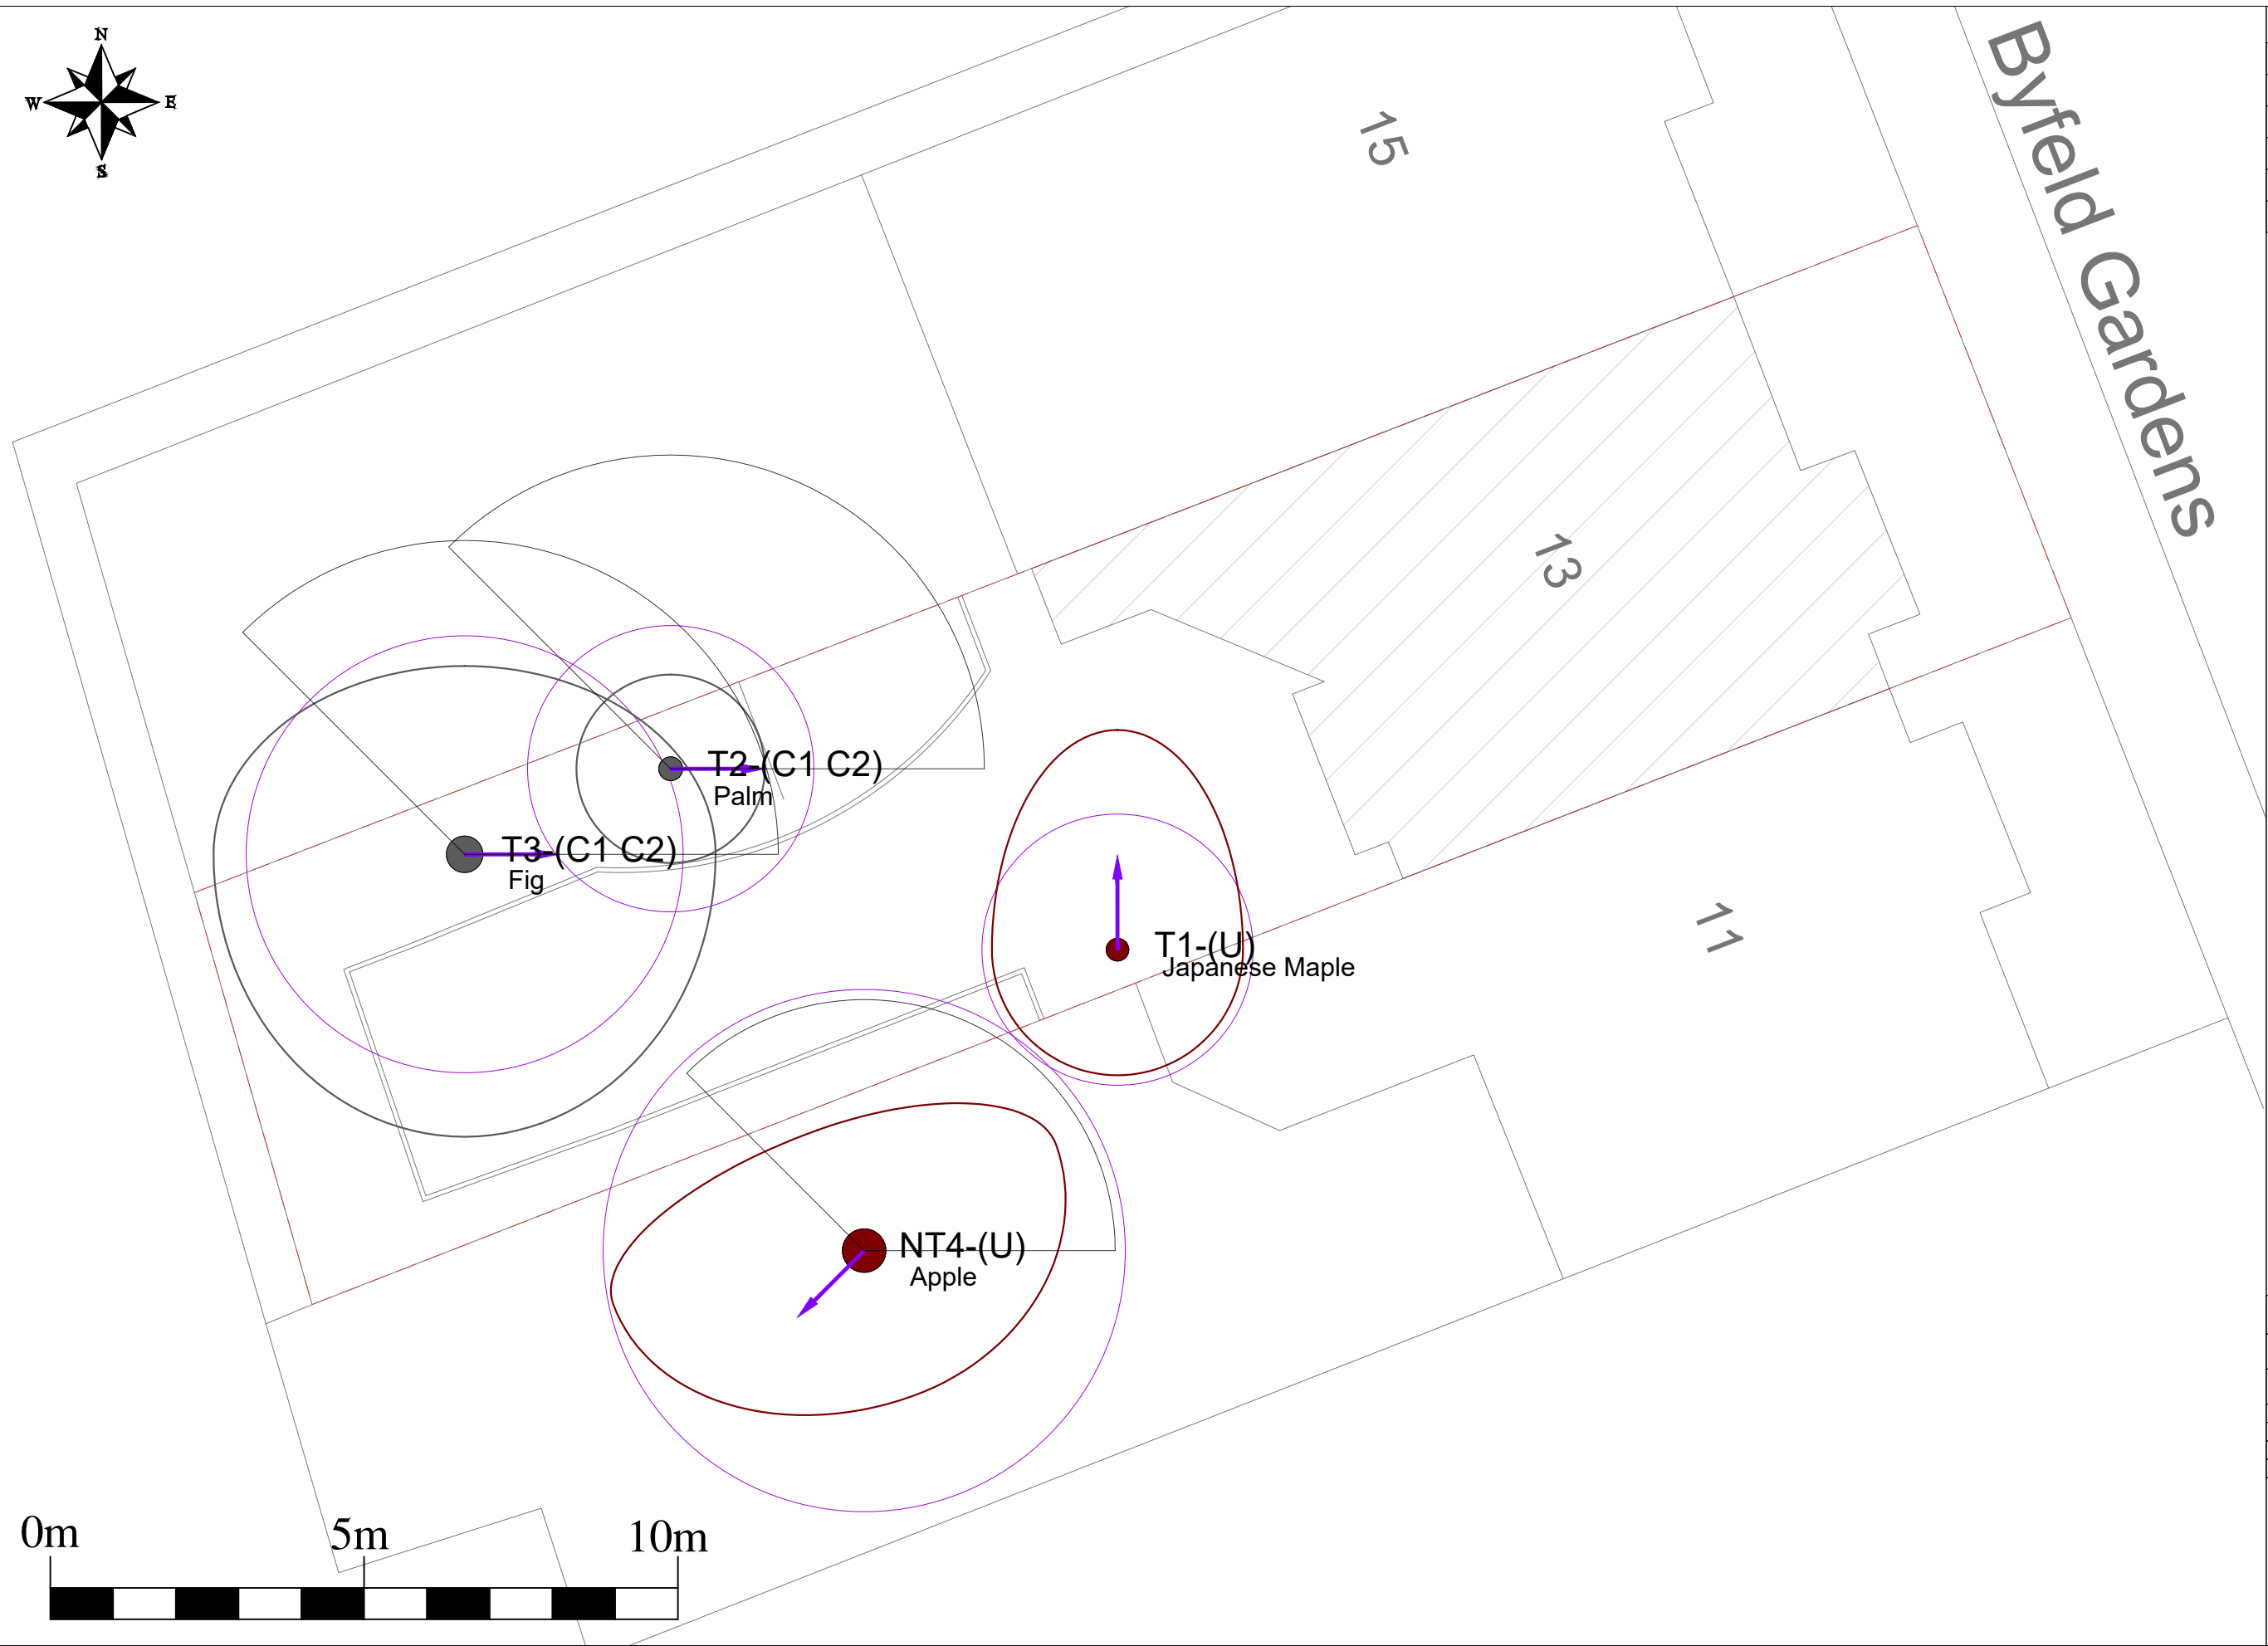 N
W E
S
Byfeld Gardens
15
13
11
T2-(C1 C2)
Palm
T3-(C1 C2)
Fig
T1-(U)
Japanese Maple
NT4-(U)
Apple
0m 5m 10m